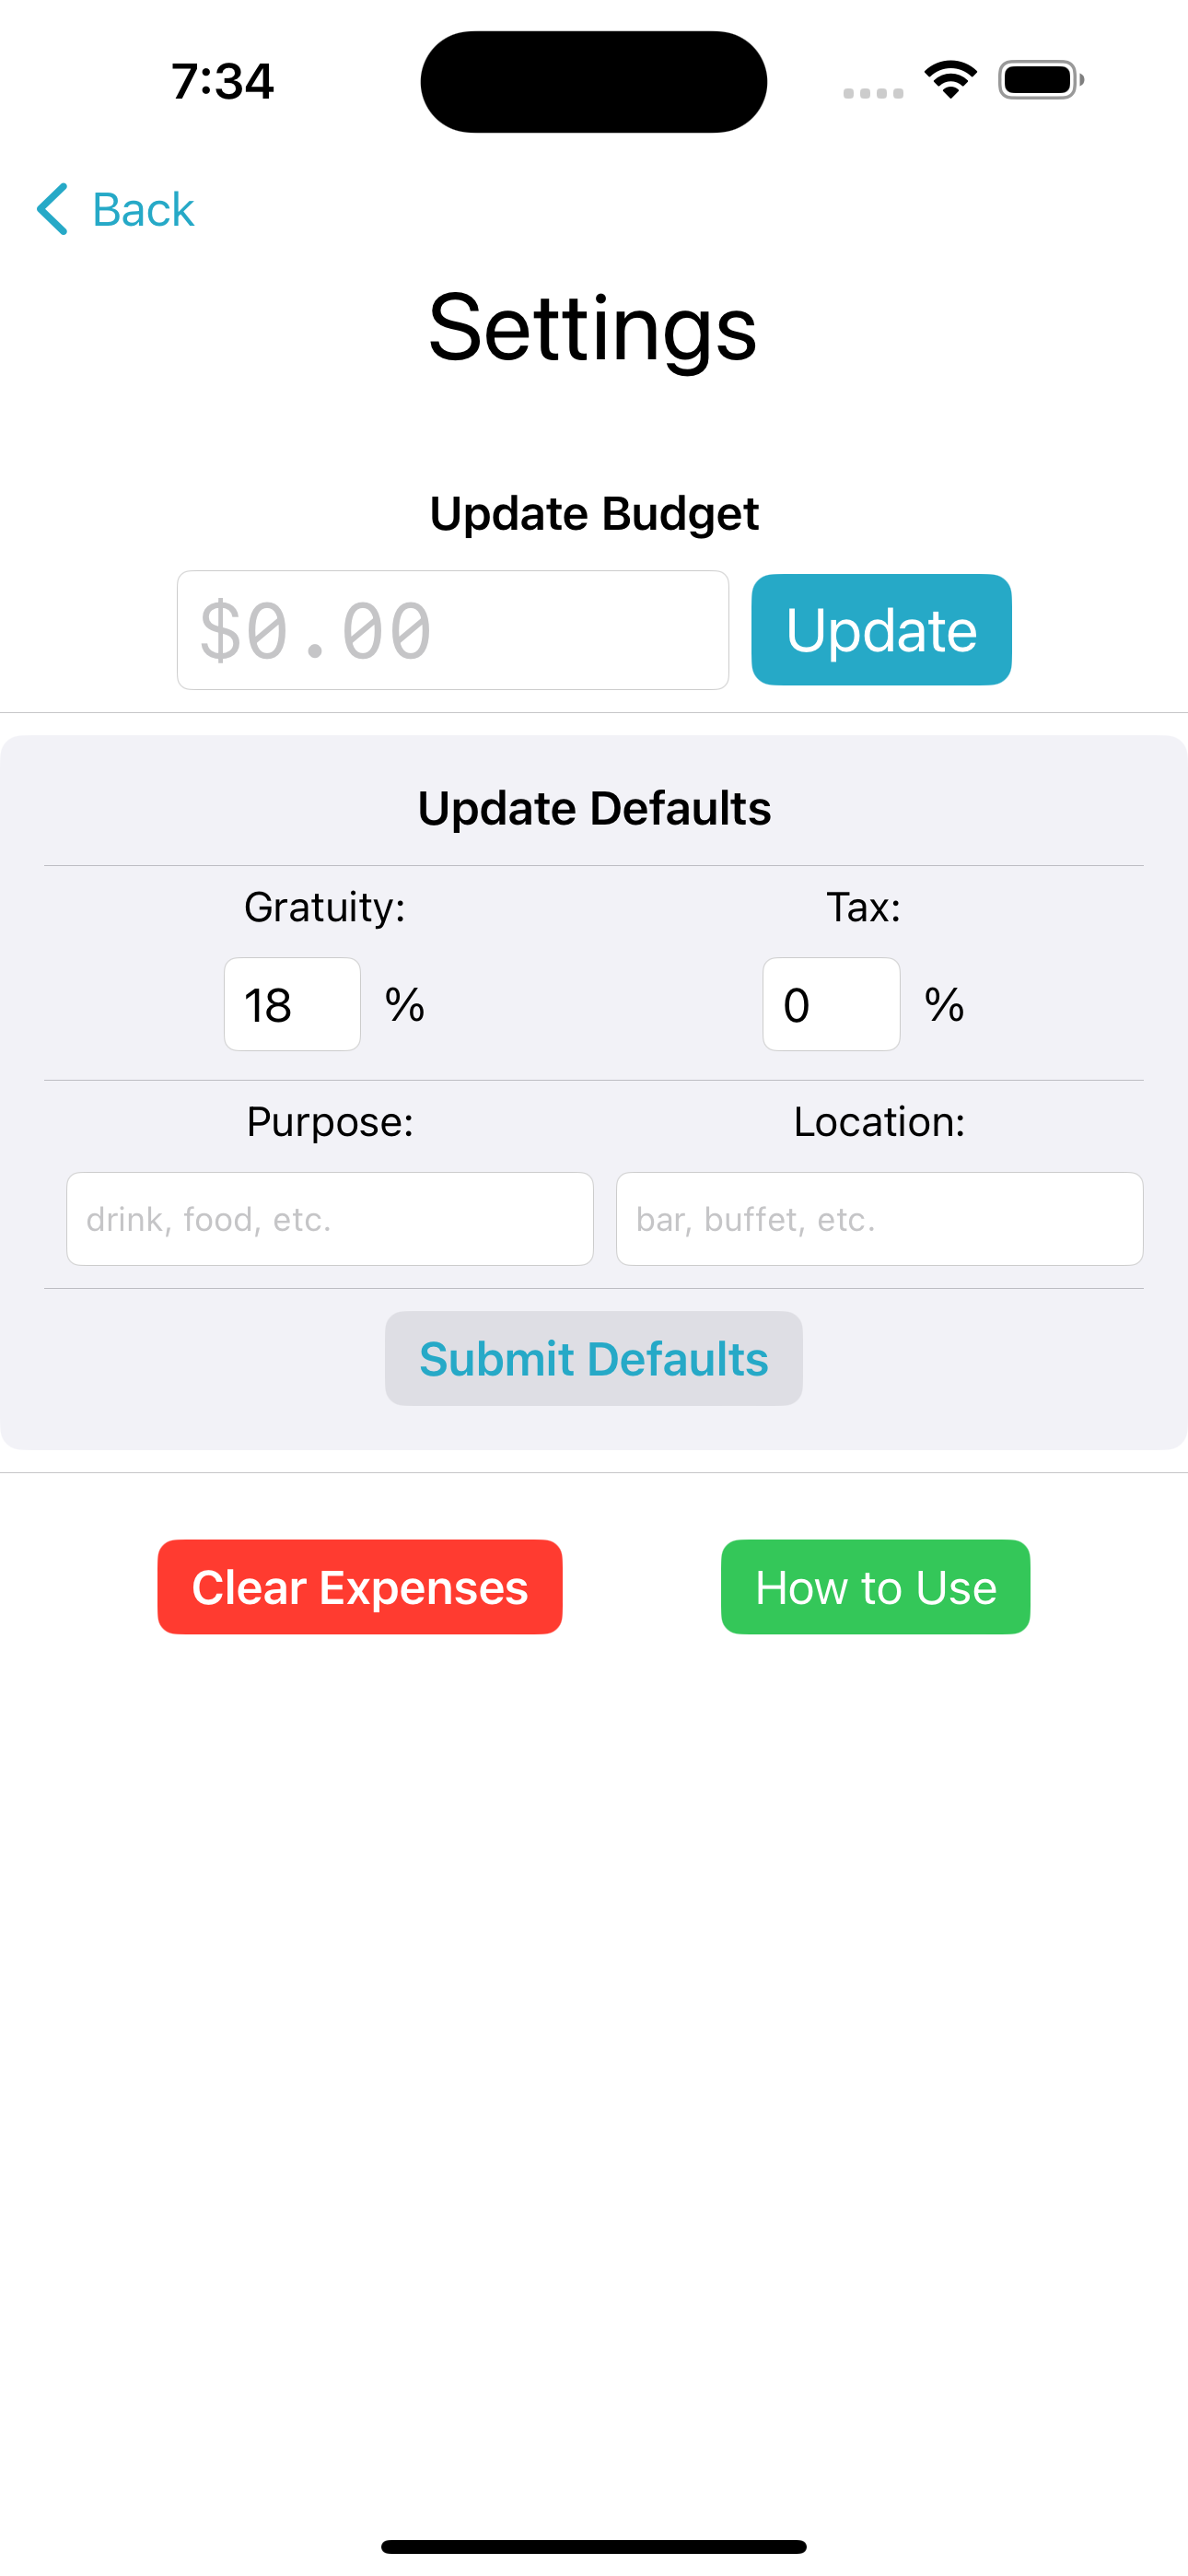 7:34
Back
Settings
Update Budget
$0.00 Update
Update Defaults
Gratuity: Tax:
18 % 0 %
Purpose: Location:
drink, food, etc. bar, buffet, etc.
Submit Defaults
Clear Expenses How to Use